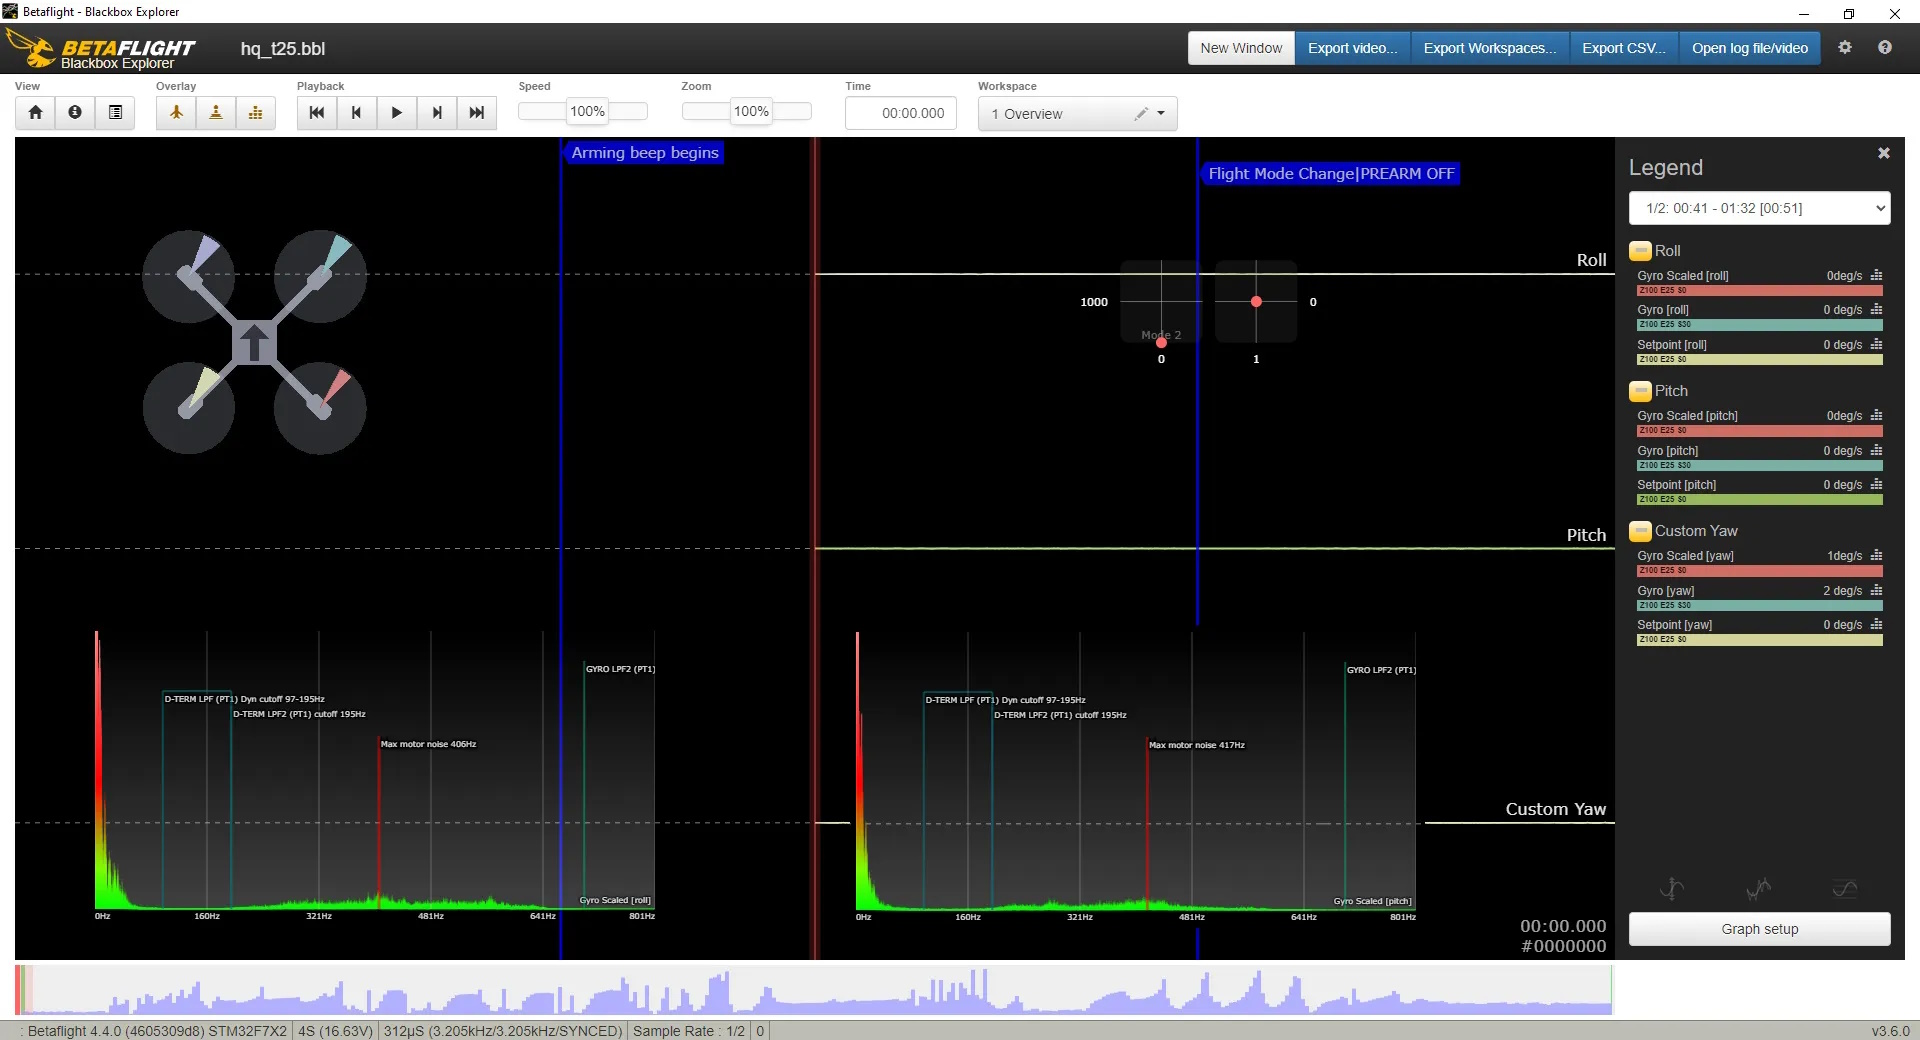 Betaflight - Blackbox Explorer
BETAFLIGHT
Blackbox Explorer
hq_t25.bbl
New Window
Export video...
Export Workspaces...
Export CSV...
Open log file/video
View
Overlay
Playback
Speed
Zoom
Time
Workspace
100%
100%
00:00.000
1 Overview
Arming beep begins
Flight Mode Change|PREARM OFF
Roll
1000
0
Mode 2
0
1
Pitch
GYRO LPF2 (PT1)
D-TERM LPF (PT1) Dyn cutoff 97-195Hz
D-TERM LPF2 (PT1) cutoff 195Hz
Max motor noise 406Hz
Gyro Scaled [roll]
0Hz
160Hz
321Hz
481Hz
641Hz
801Hz
GYRO LPF2 (PT1)
D-TERM LPF (PT1) Dyn cutoff 97-195Hz
D-TERM LPF2 (PT1) cutoff 195Hz
Max motor noise 417Hz
Gyro Scaled [pitch]
0Hz
160Hz
321Hz
481Hz
641Hz
801Hz
Custom Yaw
00:00.000
#0000000
Legend
1/2: 00:41 - 01:32 [00:51]
Roll
Gyro Scaled [roll] 0deg/s
Z100 E25 S0
Gyro [roll] 0 deg/s
Z100 E25 S30
Setpoint [roll] 0 deg/s
Z100 E25 S0
Pitch
Gyro Scaled [pitch] 0deg/s
Z100 E25 S0
Gyro [pitch] 0 deg/s
Z100 E25 S30
Setpoint [pitch] 0 deg/s
Z100 E25 S0
Custom Yaw
Gyro Scaled [yaw] 1deg/s
Z100 E25 S0
Gyro [yaw] 2 deg/s
Z100 E25 S30
Setpoint [yaw] 0 deg/s
Z100 E25 S0
Graph setup
: Betaflight 4.4.0 (4605309d8) STM32F7X2 4S (16.63V) 312µS (3.205kHz/3.205kHz/SYNCED) Sample Rate : 1/2 0
v3.6.0